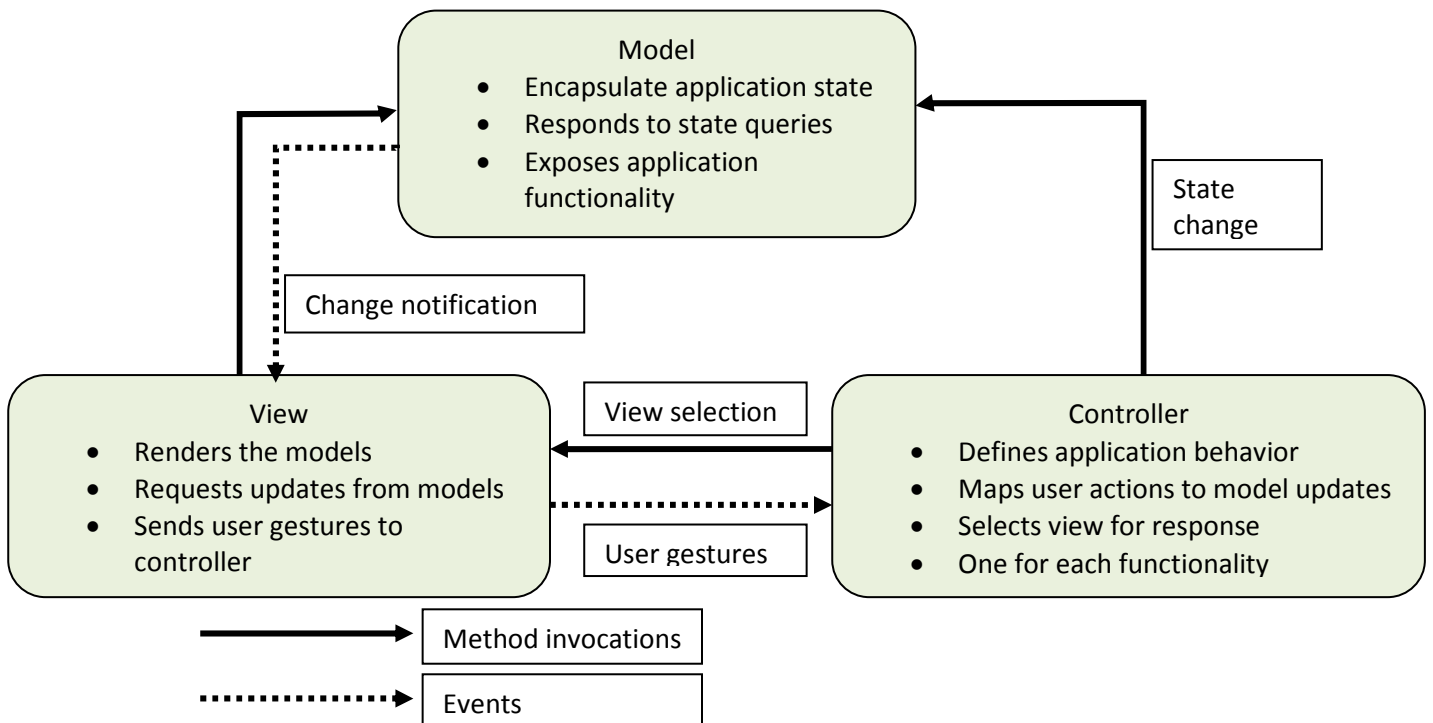 Model
• Encapsulate application state
• Responds to state queries
• Exposes application
functionality
State
change
Change notification
View
• Renders the models
• Requests updates from models
• Sends user gestures to
controller
View selection
User gestures
Controller
• Defines application behavior
• Maps user actions to model updates
• Selects view for response
• One for each functionality
Method invocations
Events